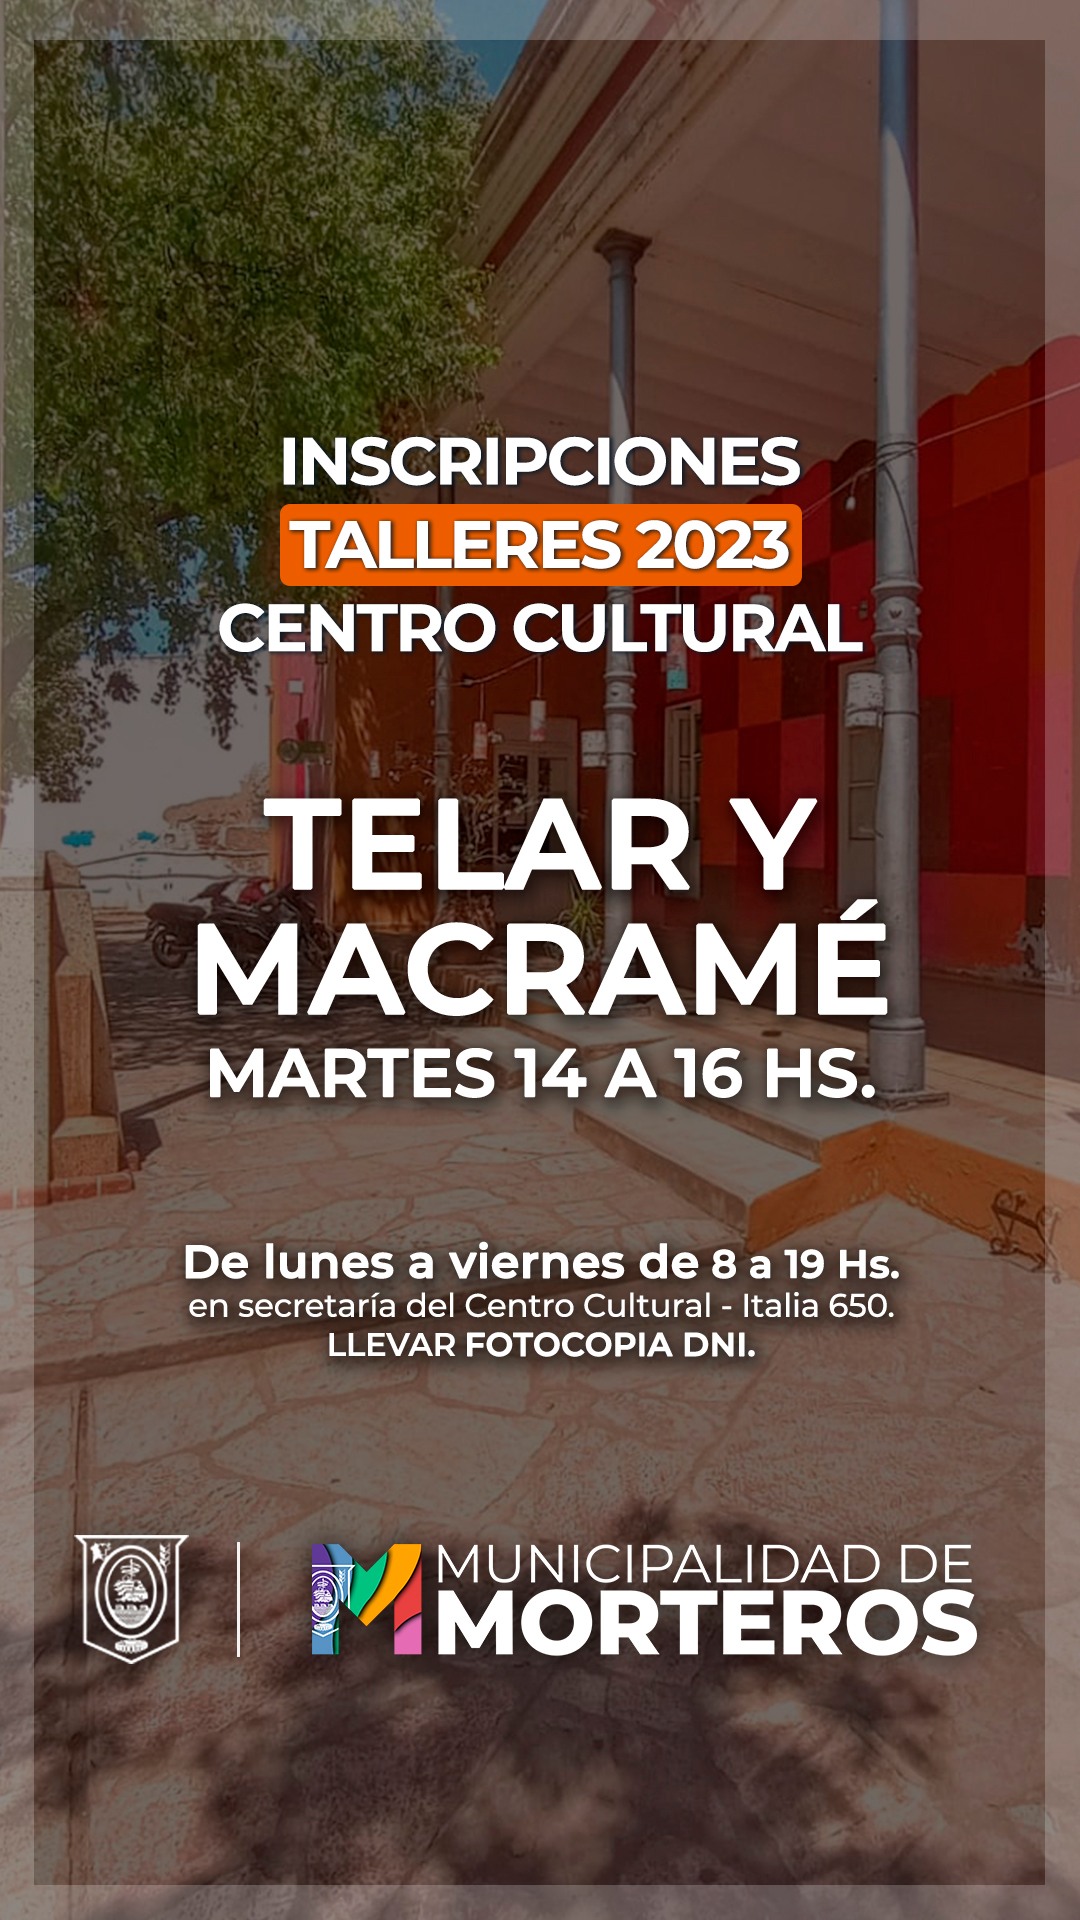 INSCRIPCIONES
TALLERES 2023
CENTRO CULTURAL
TELAR Y
MACRAMÉ
MARTES 14 A 16 HS.
De lunes a viernes de 8 a 19 Hs.
en secretaría del Centro Cultural - Italia 650.
LLEVAR FOTOCOPIA DNI.
MUNICIPALIDAD DE
MORTEROS